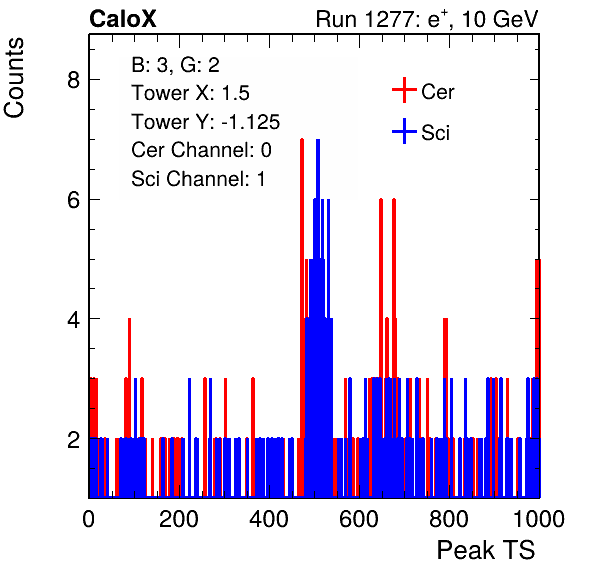 CaloX Run 1277: e⁺, 10 GeV
Counts
B: 3, G: 2
Tower X: 1.5
Tower Y: -1.125
Cer Channel: 0
Sci Channel: 1
Cer
Sci
8
6
4
2
0 200 400 600 800 1000
Peak TS